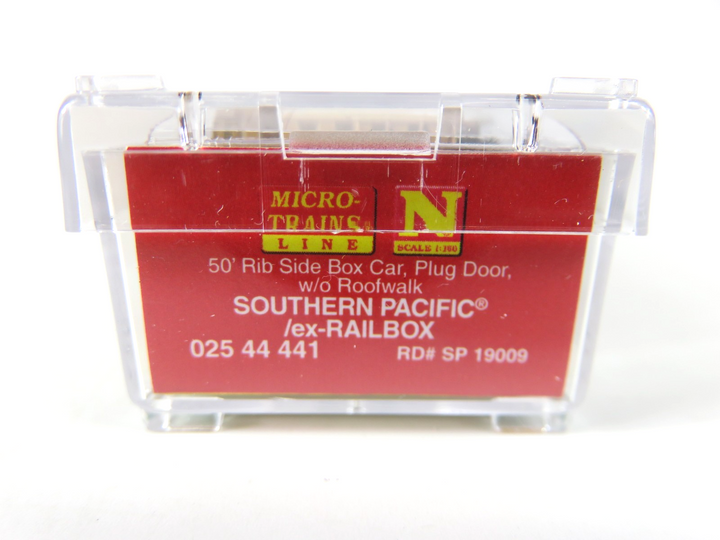 MICRO-
TRAINS
LINE
N
SCALE 1:160
50' Rib Side Box Car, Plug Door,
w/o Roofwalk
SOUTHERN PACIFIC®
/ex-RAILBOX
025 44 441 RD# SP 19009